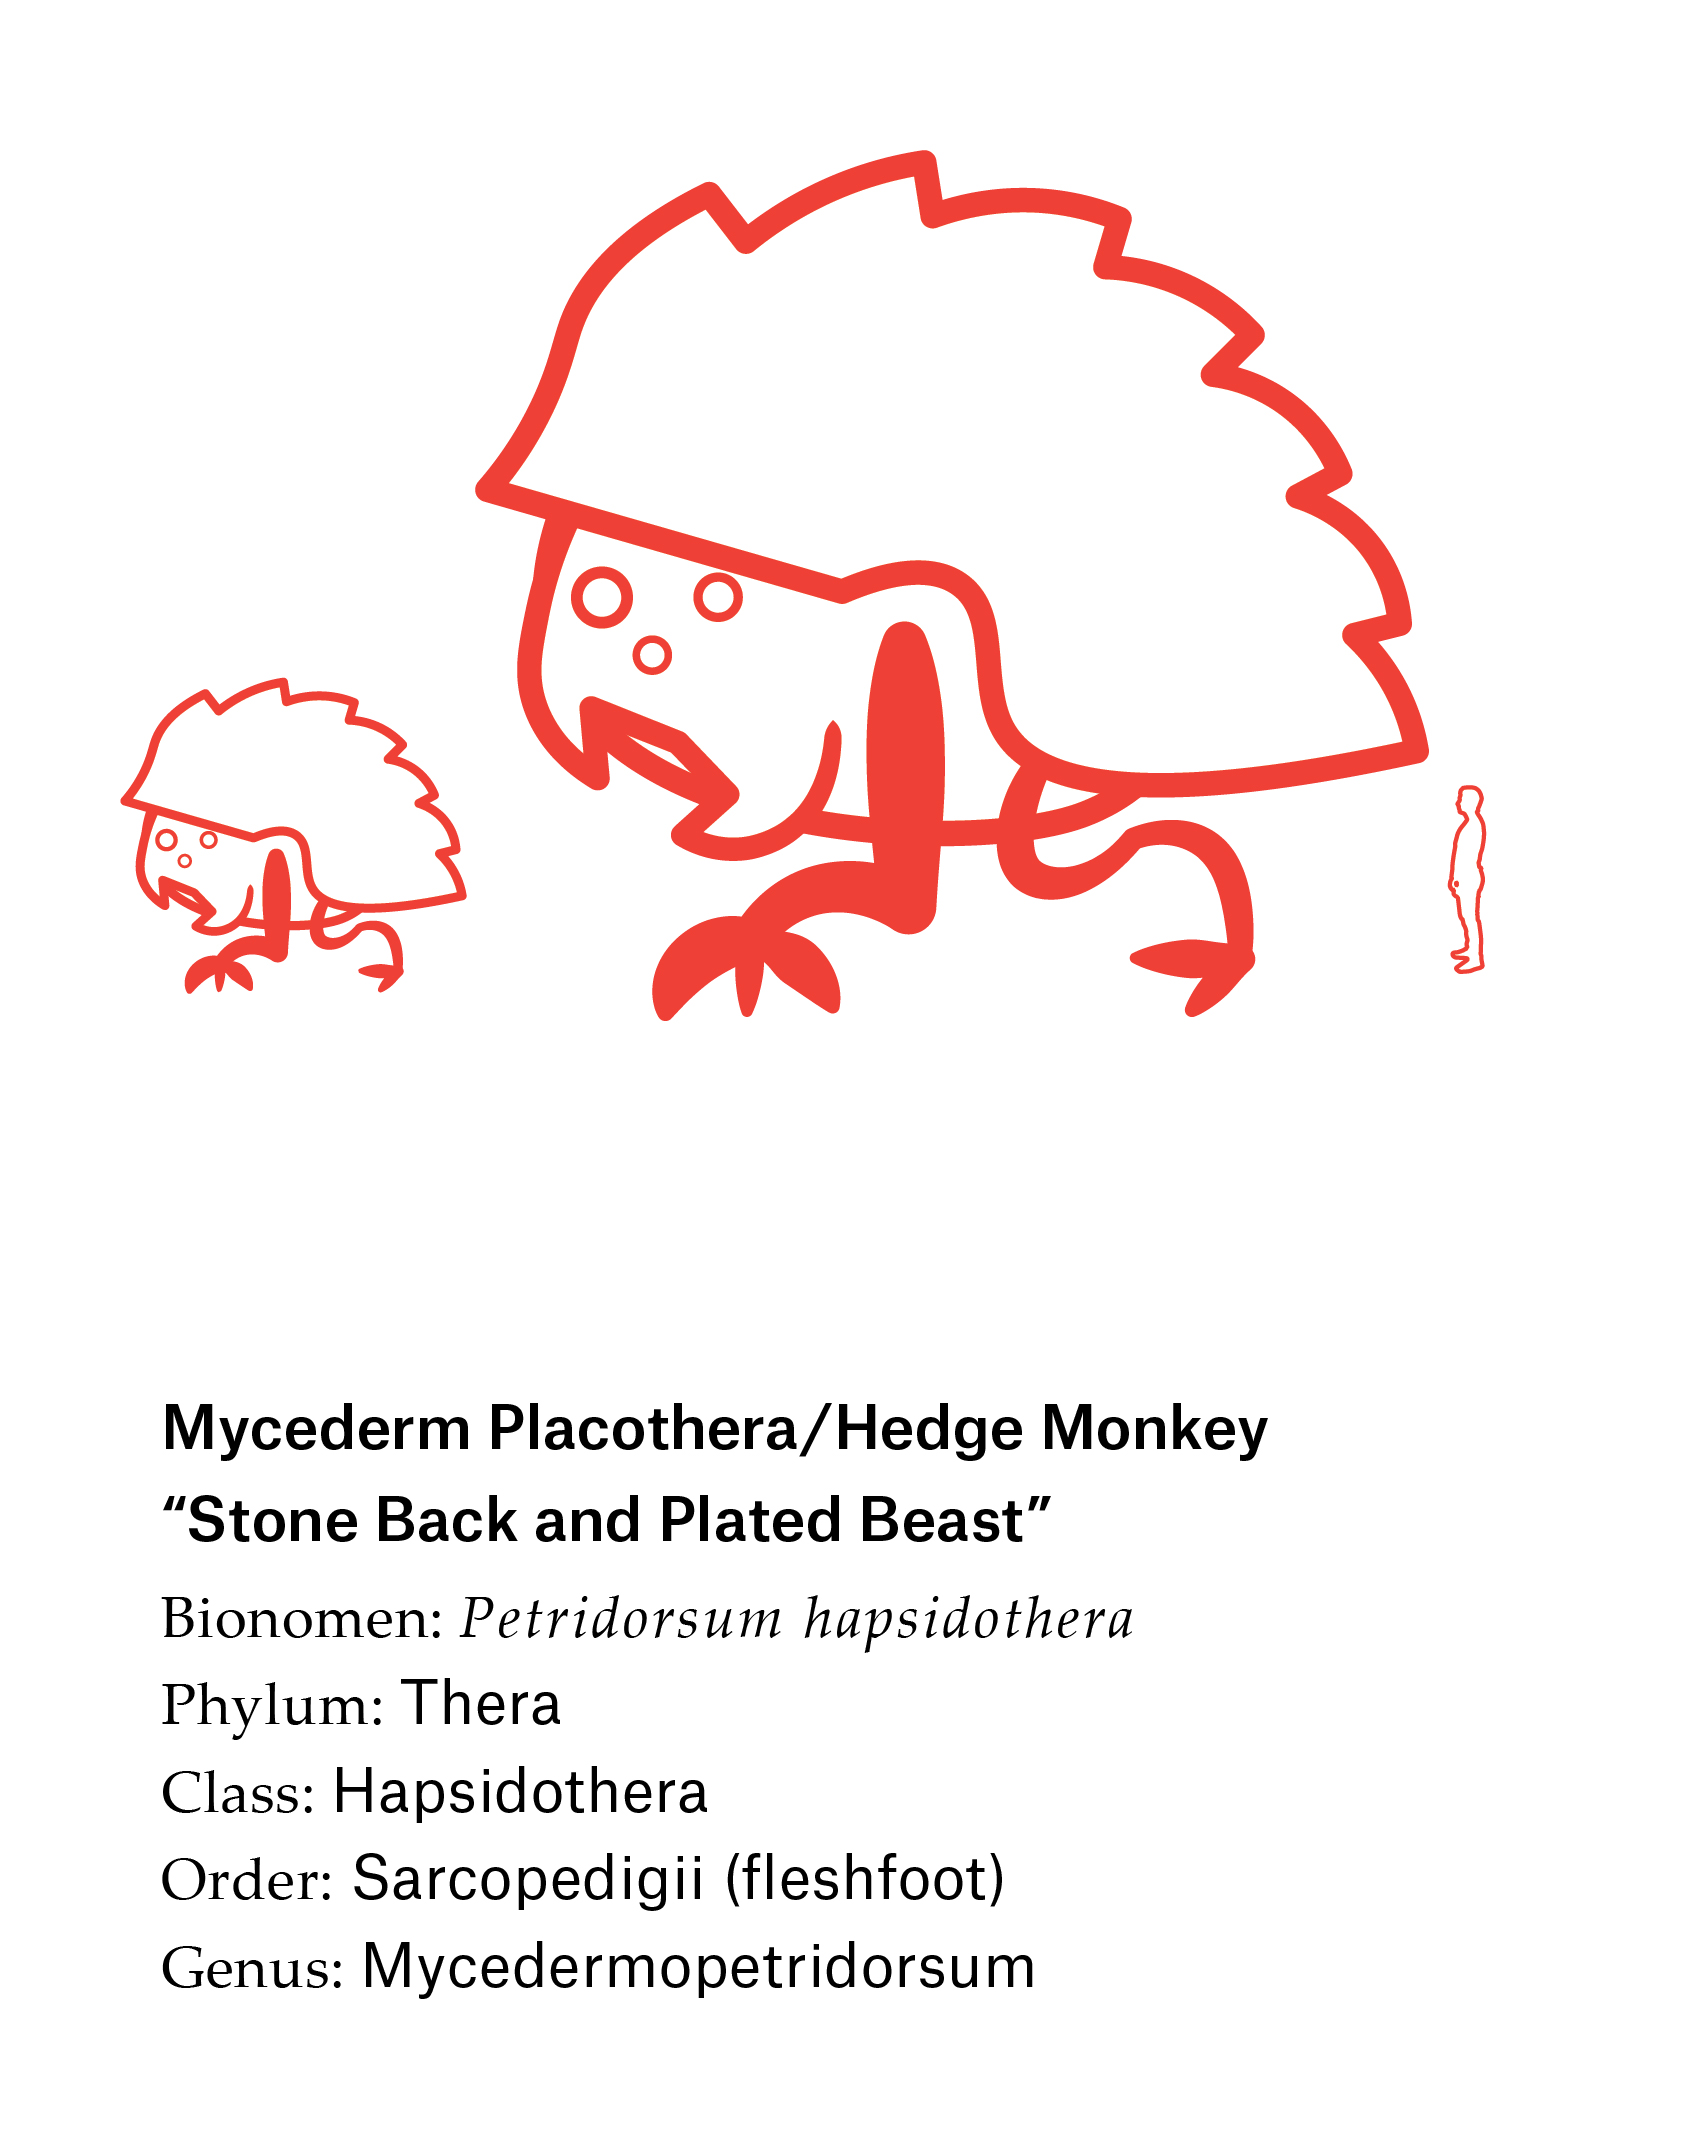 Mycederm Placothera/Hedge Monkey
“Stone Back and Plated Beast”
Bionomen: Petridorsum hapsidothera
Phylum: Thera
Class: Hapsidothera
Order: Sarcopedigii (fleshfoot)
Genus: Mycedermopetridorsum